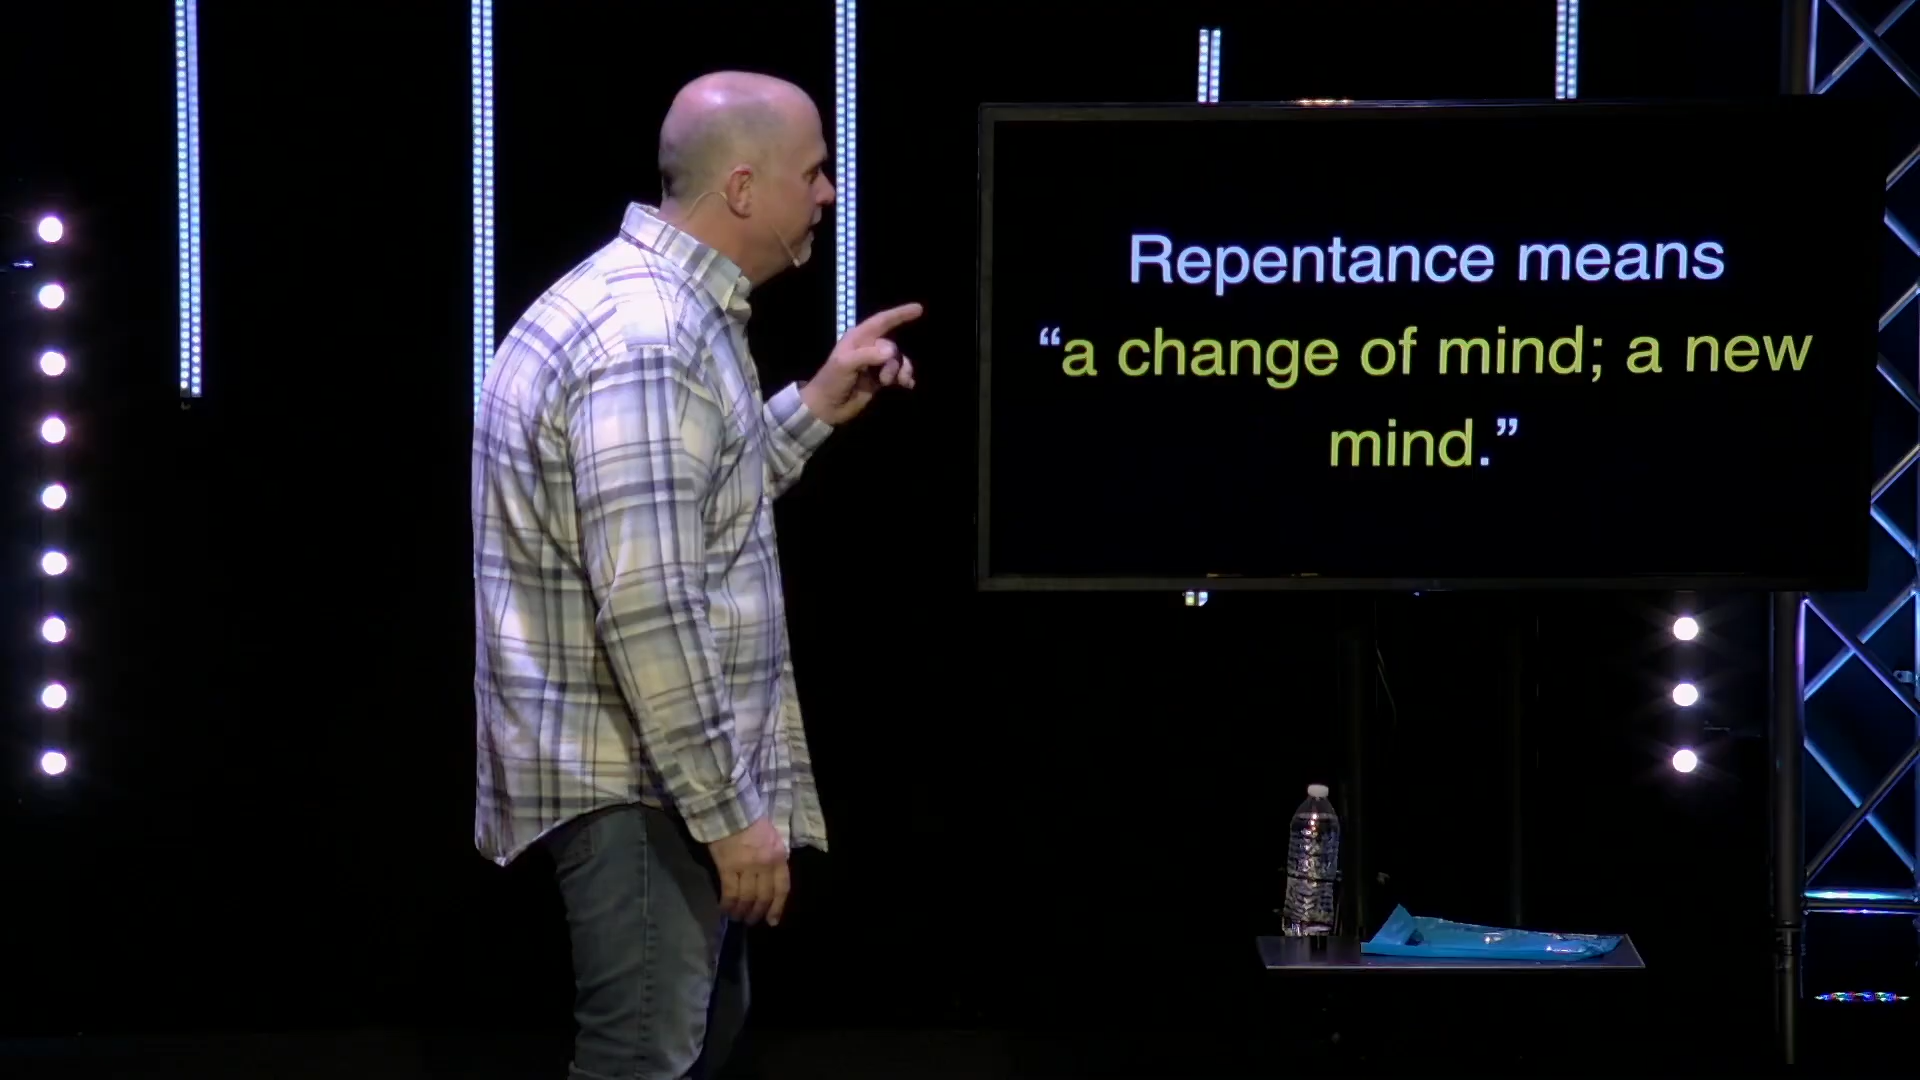 Repentance means
“a change of mind; a new
mind.”